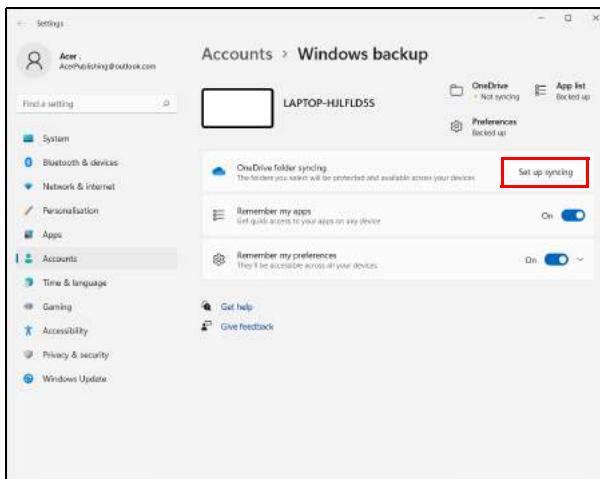 Settings
Acer .
AcerPublishing@outlook.com
Find a setting
System
Bluetooth & devices
Network & internet
Personalisation
Apps
Accounts
Time & language
Gaming
Accessibility
Privacy & security
Windows Update
Accounts > Windows backup
LAPTOP-HJLFLD5S
OneDrive
• Not syncing
App list
Backed up
Preferences
Backed up
OneDrive folder syncing
The folders you select will be protected and available across your devices
Set up syncing
Remember my apps
Get quick access to your apps on any device
On
Remember my preferences
They'll be accessible across all your devices
On
Get help
Give feedback